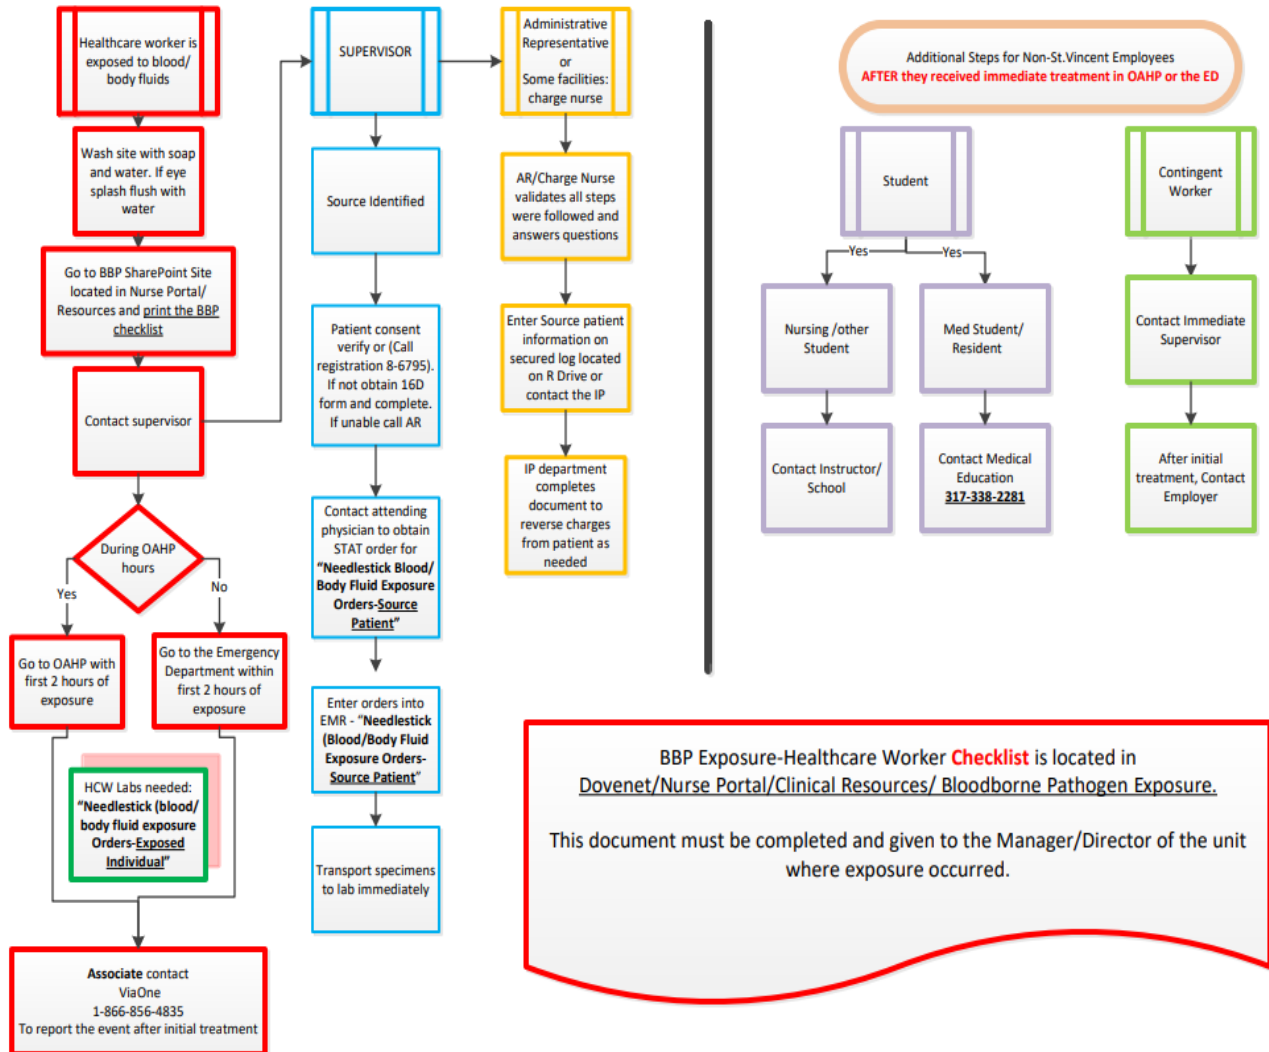 Healthcare worker is
exposed to blood/
body fluids
Wash site with soap
and water. If eye
splash flush with
water
Go to BBP SharePoint Site
located in Nurse Portal/
Resources and print the BBP
checklist
Contact supervisor
During OAHP
hours
Yes
No
Go to OAHP with
first 2 hours of
exposure
Go to the Emergency
Department within
first 2 hours of
exposure
HCW Labs needed:
"Needlestick (blood/
body fluid exposure
Orders-Exposed
Individual"
Associate contact
ViaOne
1-866-856-4835
To report the event after initial treatment
SUPERVISOR
Source Identified
Patient consent
verify or (Call
registration 8-6795).
If not obtain 16D
form and complete.
If unable call AR
Contact attending
physician to obtain
STAT order for
"Needlestick Blood/
Body Fluid Exposure
Orders-Source
Patient"
Enter orders into
EMR - "Needlestick
(Blood/Body Fluid
Exposure Orders-
Source Patient"
Transport specimens
to lab immediately
Administrative
Representative
or
Some facilities:
charge nurse
AR/Charge Nurse
validates all steps
were followed and
answers questions
Enter Source patient
information on
secured log located
on R Drive or
contact the IP
IP department
completes
document to
reverse charges
from patient as
needed
Additional Steps for Non-St.Vincent Employees
AFTER they received immediate treatment in OAHP or the ED
Student
Yes
Yes
Nursing /other
Student
Med Student/
Resident
Contact Instructor/
School
Contact Medical
Education
317-338-2281
Contingent
Worker
Contact Immediate
Supervisor
After initial
treatment, Contact
Employer
BBP Exposure-Healthcare Worker Checklist is located in
Dovenet/Nurse Portal/Clinical Resources/ Bloodborne Pathogen Exposure.
This document must be completed and given to the Manager/Director of the unit
where exposure occurred.